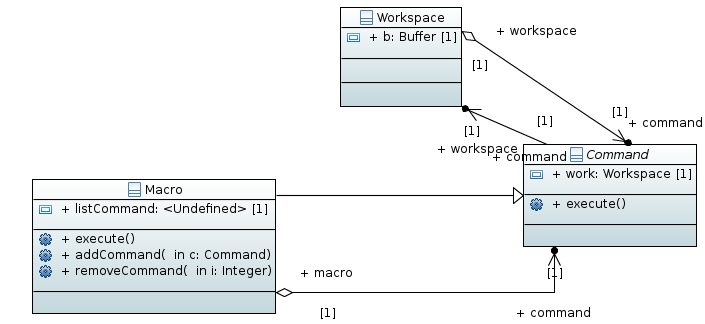 Workspace
+ b: Buffer [1]
+ workspace
[1]
[1]
+ command
[1]
[1]
+ workspace
+ command
Command
+ work: Workspace [1]
+ execute()
Macro
+ listCommand: <Undefined> [1]
+ execute()
+ addCommand( in c: Command)
+ removeCommand( in i: Integer)
+ macro
[1]
[1]
+ command